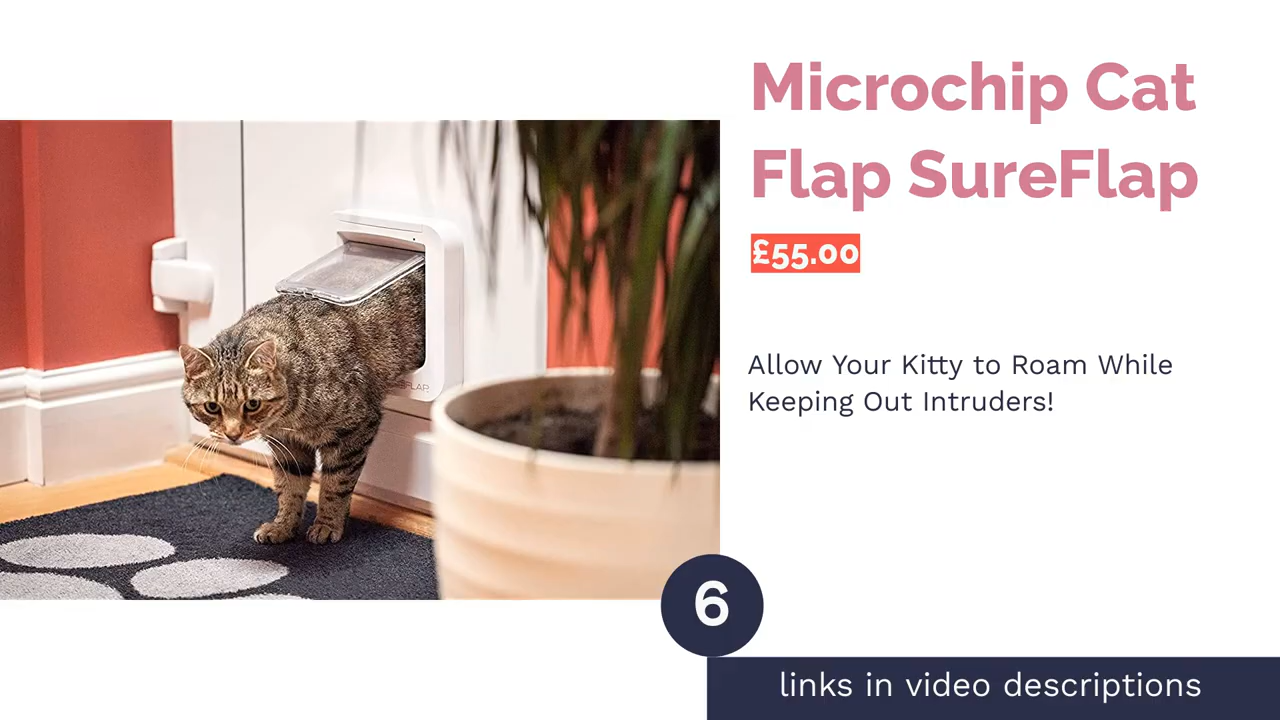 Microchip Cat
Flap SureFlap
£55.00
Allow Your Kitty to Roam While
Keeping Out Intruders!
6
links in video descriptions